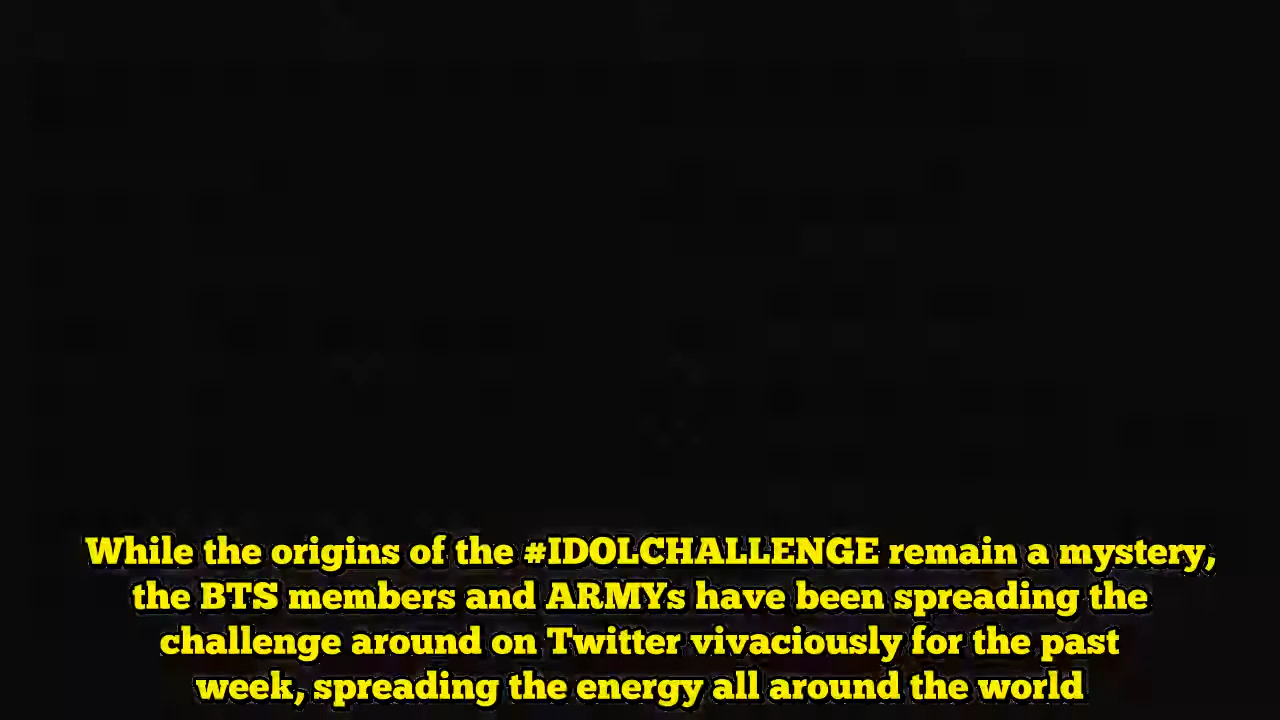 While the origins of the #IDOLCHALLENGE remain a mystery,
the BTS members and ARMYs have been spreading the
challenge around on Twitter vivaciously for the past
week, spreading the energy all around the world